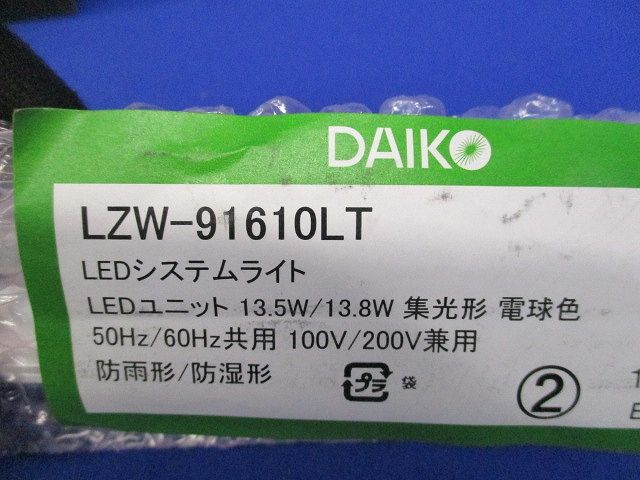 DAIKO
LZW-91610LT
LEDシステムライト
LEDユニット 13.5W/13.8W 集光形 電球色
50Hz/60Hz共用 100V/200V兼用
防雨形/防湿形
プラ 袋
②